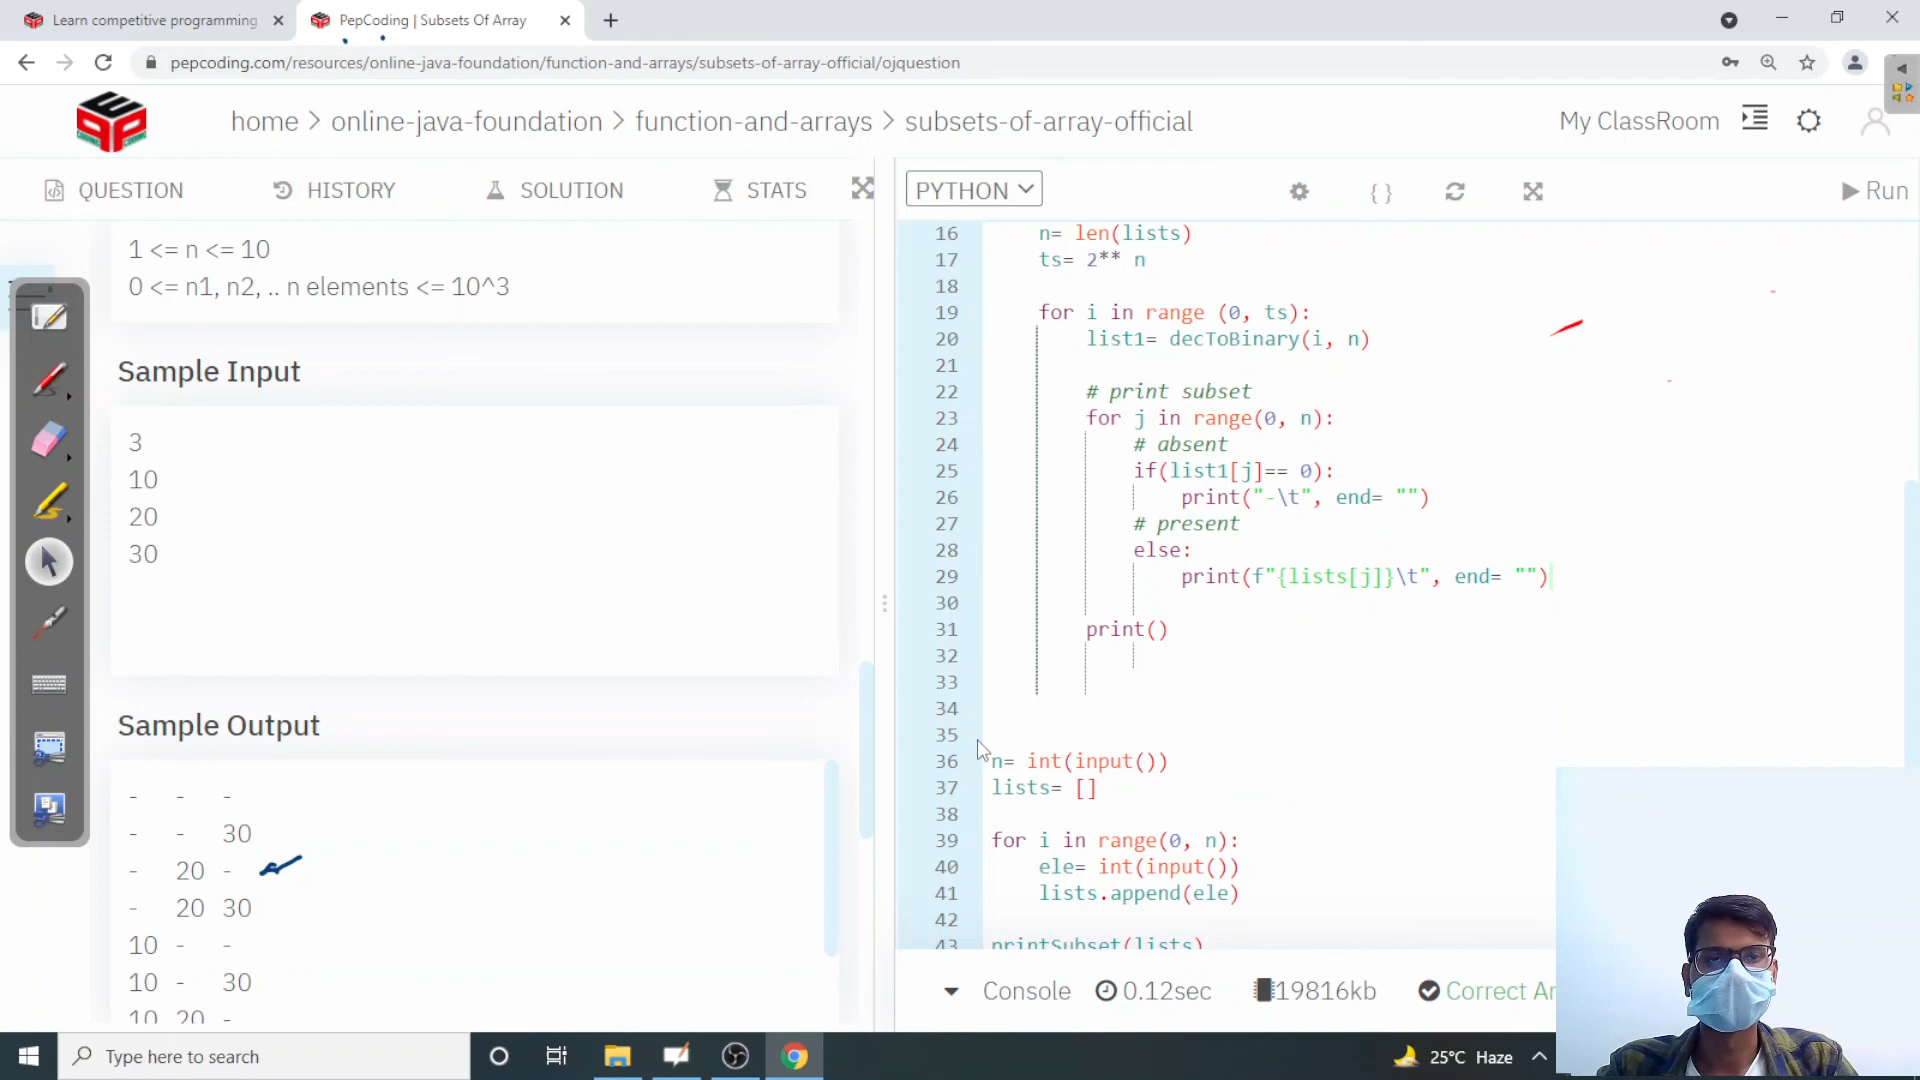 Learn competitive programming
PepCoding | Subsets Of Array
pepcoding.com/resources/online-java-foundation/function-and-arrays/subsets-of-array-official/ojquestion
home > online-java-foundation > function-and-arrays > subsets-of-array-official
My ClassRoom
QUESTION HISTORY SOLUTION STATS
PYTHON
Run
1 <= n <= 10
0 <= n1, n2, .. n elements <= 10^3
Sample Input
3
10
20
30
Sample Output
- - -
- - 30
- 20 -
- 20 30
10 - -
10 - 30
10 20 -
16 n= len(lists)
17 ts= 2** n
18
19 for i in range (0, ts):
20 list1= decToBinary(i, n)
21
22 # print subset
23 for j in range(0, n):
24 # absent
25 if(list1[j]== 0):
26 print("-\t", end= "")
27 # present
28 else:
29 print(f"{lists[j]}\t", end= "")
30
31 print()
32
33
34
35
36 n= int(input())
37 lists= []
38
39 for i in range(0, n):
40 ele= int(input())
41 lists.append(ele)
42
43 printSubset(lists)
Console 0.12sec 19816kb Correct An
Type here to search
25°C Haze